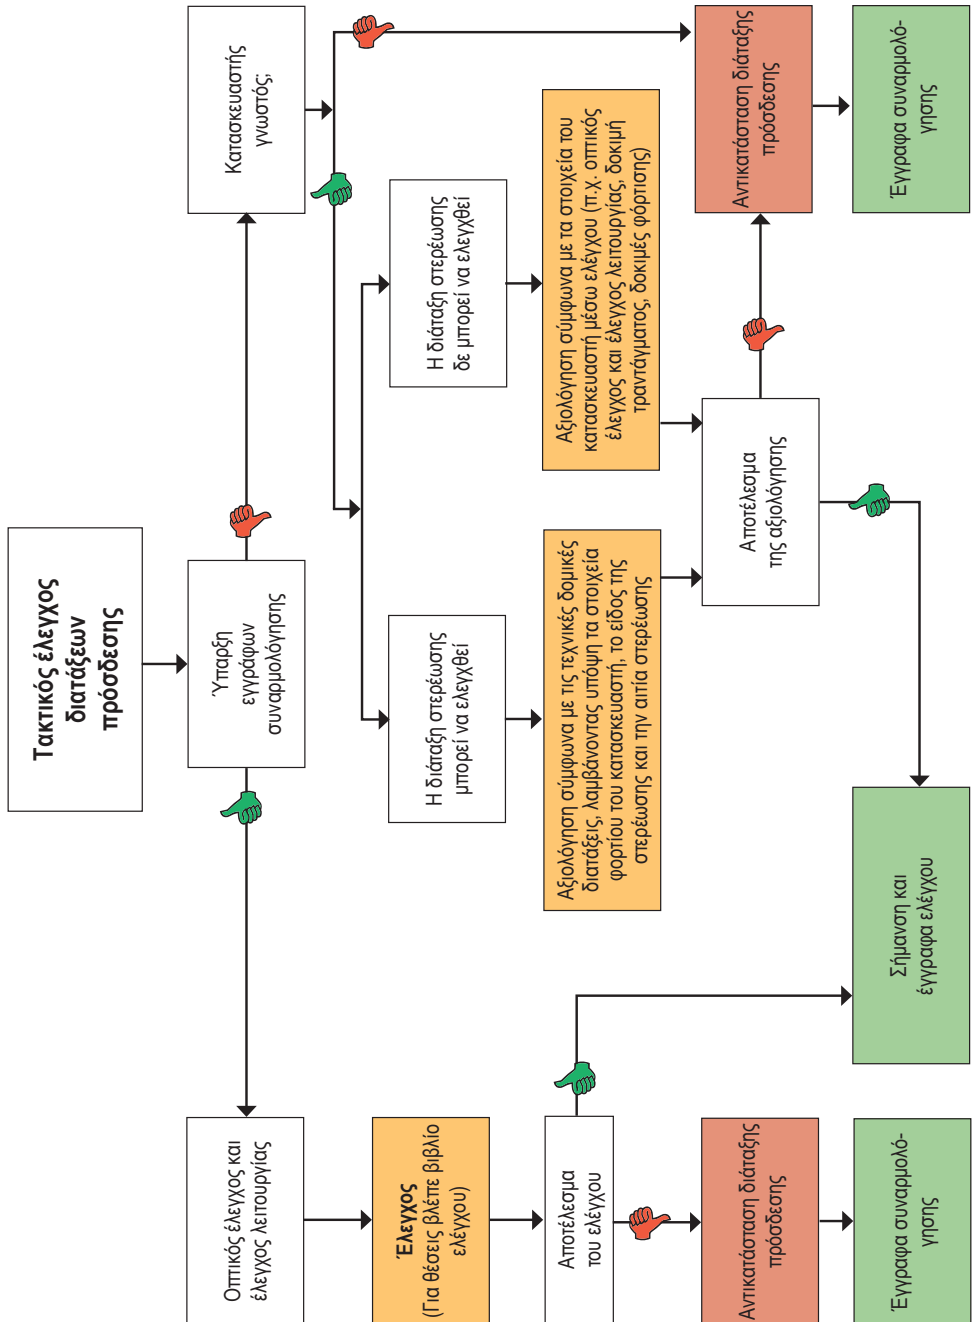 Τακτικός έλεγχος
διατάξεων
πρόσδεσης
Ύπαρξη
εγγράφων
συναρμολόγησης
Οπτικός έλεγχος και
έλεγχος λειτουργίας
Κατασκευαστής
γνωστός;
Έλεγχος
(Για θέσεις βλέπε βιβλίο
ελέγχου)
Η διάταξη στερέωσης
μπορεί να ελεγχθεί
Η διάταξη στερέωσης
δε μπορεί να ελεγχθεί
Αποτέλεσμα
του ελέγχου
Αξιολόγηση σύμφωνα με τις τεχνικές δομικές
διατάξεις, λαμβάνοντας υπόψη τα στοιχεία
φορτίου του κατασκευαστή, το είδος της
στερέωσης και την αιτία στερέωσης
Αξιολόγηση σύμφωνα με τα στοιχεία του
κατασκευαστή μέσω ελέγχου (π.χ. οπτικός
έλεγχος και έλεγχος λειτουργίας, δοκιμή
τραντάγματος, δοκιμές φόρτισης)
Αντικατάσταση διάταξης
πρόσδεσης
Αποτέλεσμα
της αξιολόγησης
Αντικατάσταση διάταξης
πρόσδεσης
Έγγραφα συναρμολό-
γησης
Σήμανση και
έγγραφα ελέγχου
Έγγραφα συναρμολό-
γησης